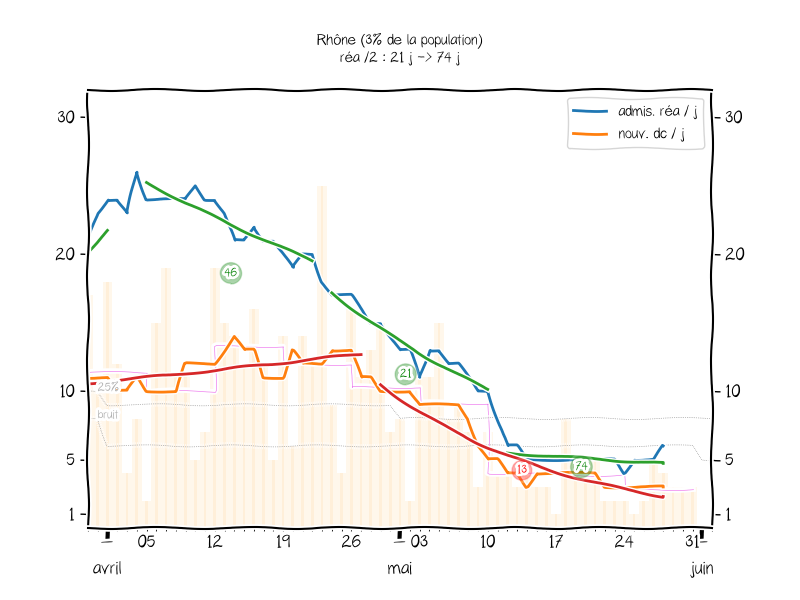 Rhône (3% de la population)
réa /2 : 21 j -> 74 j
admis. réa / j
nouv. dc / j
30
30
20
20
46
21
10
10
25%
bruit
13
74
5
5
1
1
05 12 19 26 03 10 17 24 31
avril mai juin